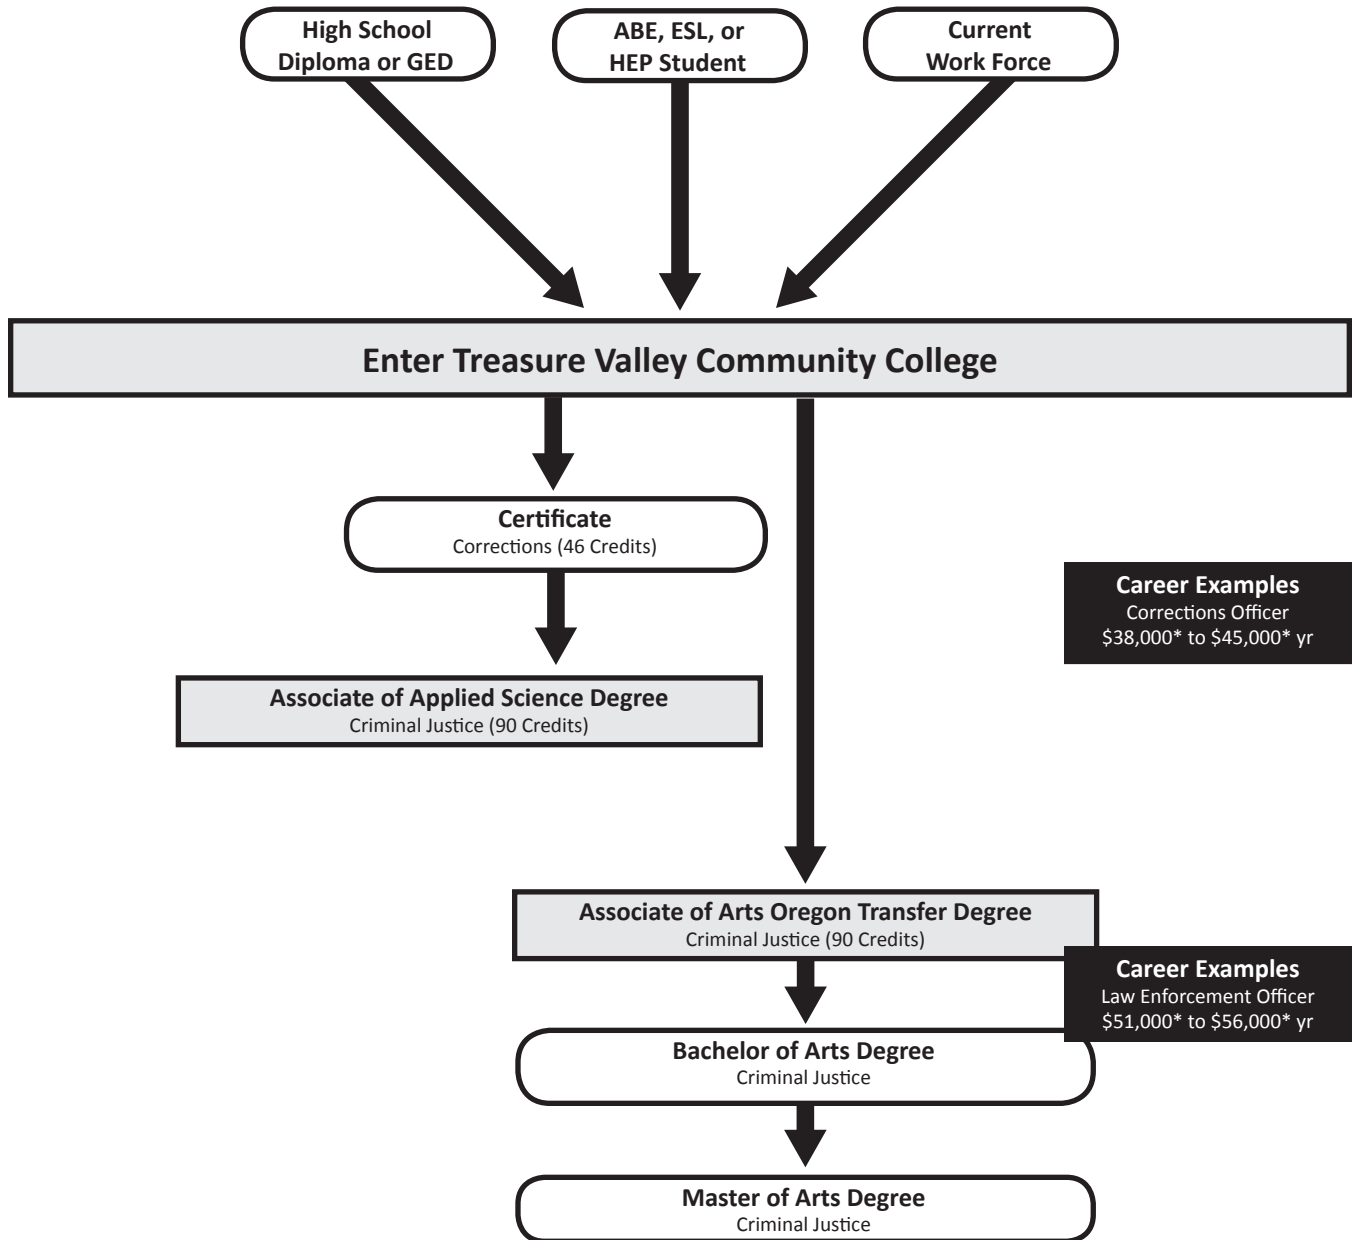 High School
Diploma or GED
ABE, ESL, or
HEP Student
Current
Work Force
Enter Treasure Valley Community College
Certificate
Corrections (46 Credits)
Career Examples
Corrections Officer
$38,000* to $45,000* yr
Associate of Applied Science Degree
Criminal Justice (90 Credits)
Associate of Arts Oregon Transfer Degree
Criminal Justice (90 Credits)
Career Examples
Law Enforcement Officer
$51,000* to $56,000* yr
Bachelor of Arts Degree
Criminal Justice
Master of Arts Degree
Criminal Justice